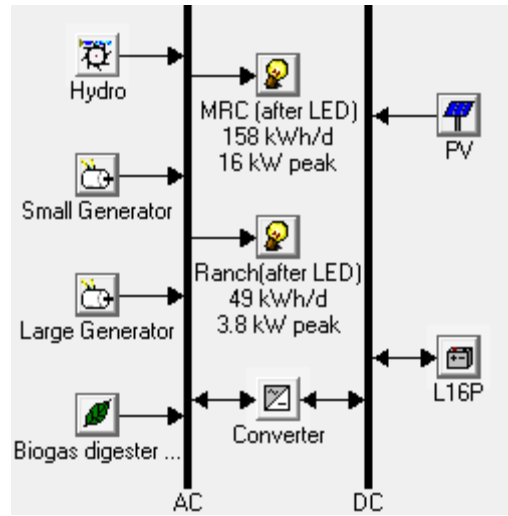 Hydro
MRC (after LED)
158 kWh/d
16 kW peak
PV
Small Generator
Ranch(after LED)
49 kWh/d
3.8 kW peak
Large Generator
L16P
Converter
Biogas digester ...
AC
DC